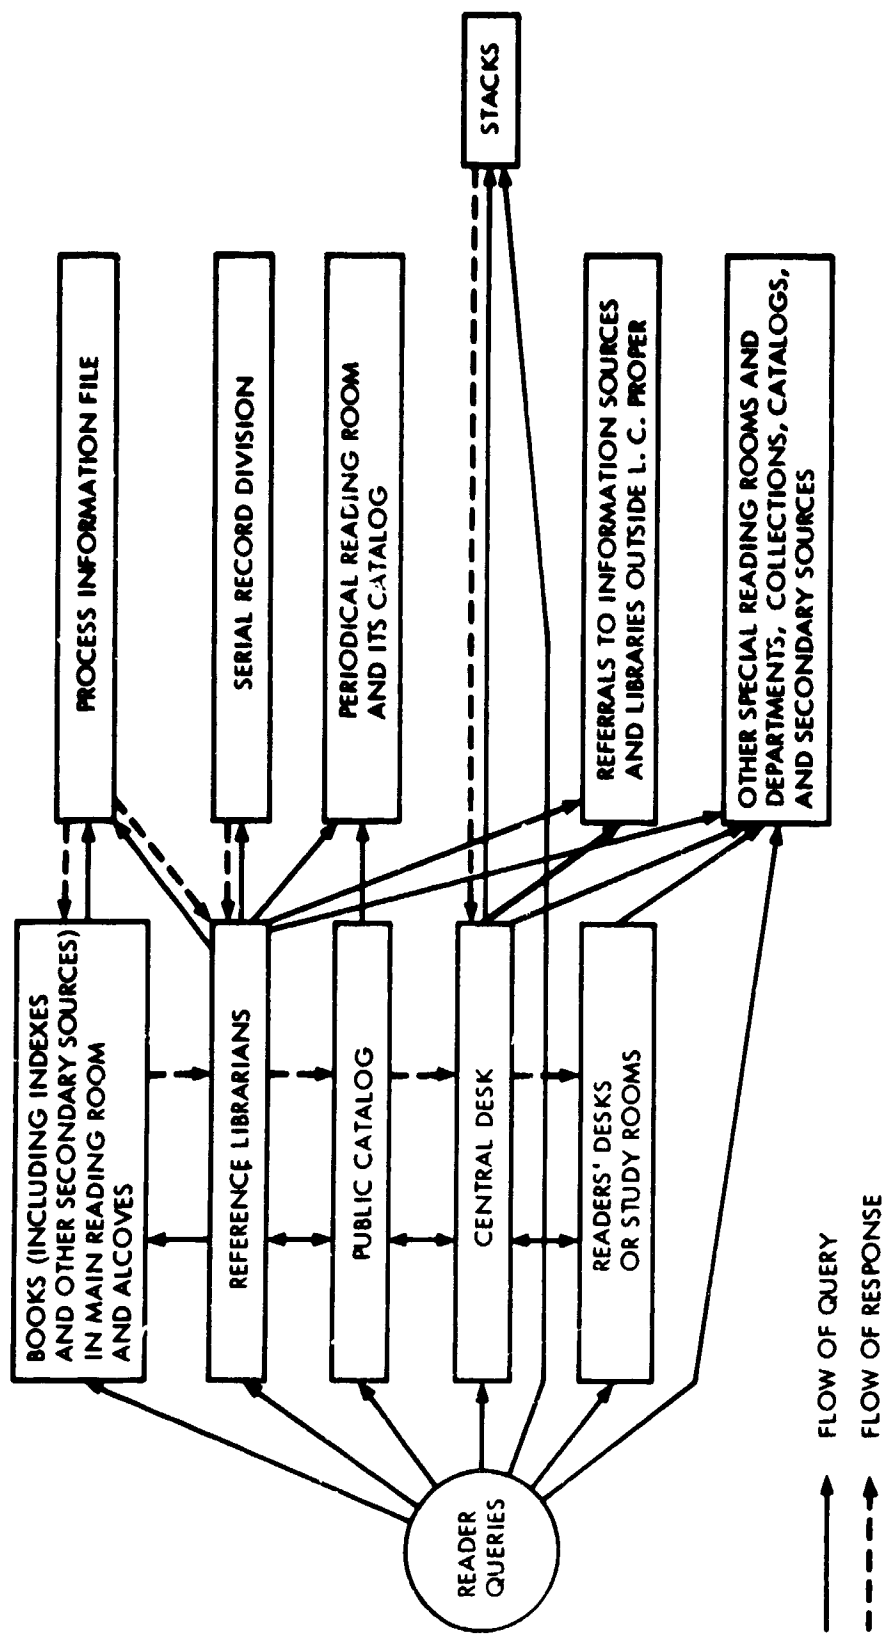 READER
QUERIES
BOOKS (INCLUDING INDEXES
AND OTHER SECONDARY SOURCES)
IN MAIN READING ROOM
AND ALCOVES
REFERENCE LIBRARIANS
PUBLIC CATALOG
CENTRAL DESK
READERS' DESKS
OR STUDY ROOMS
PROCESS INFORMATION FILE
SERIAL RECORD DIVISION
PERIODICAL READING ROOM
AND ITS CATALOG
REFERRALS TO INFORMATION SOURCES
AND LIBRARIES OUTSIDE L. C. PROPER
OTHER SPECIAL READING ROOMS AND
DEPARTMENTS, COLLECTIONS, CATALOGS,
AND SECONDARY SOURCES
STACKS
FLOW OF QUERY
FLOW OF RESPONSE